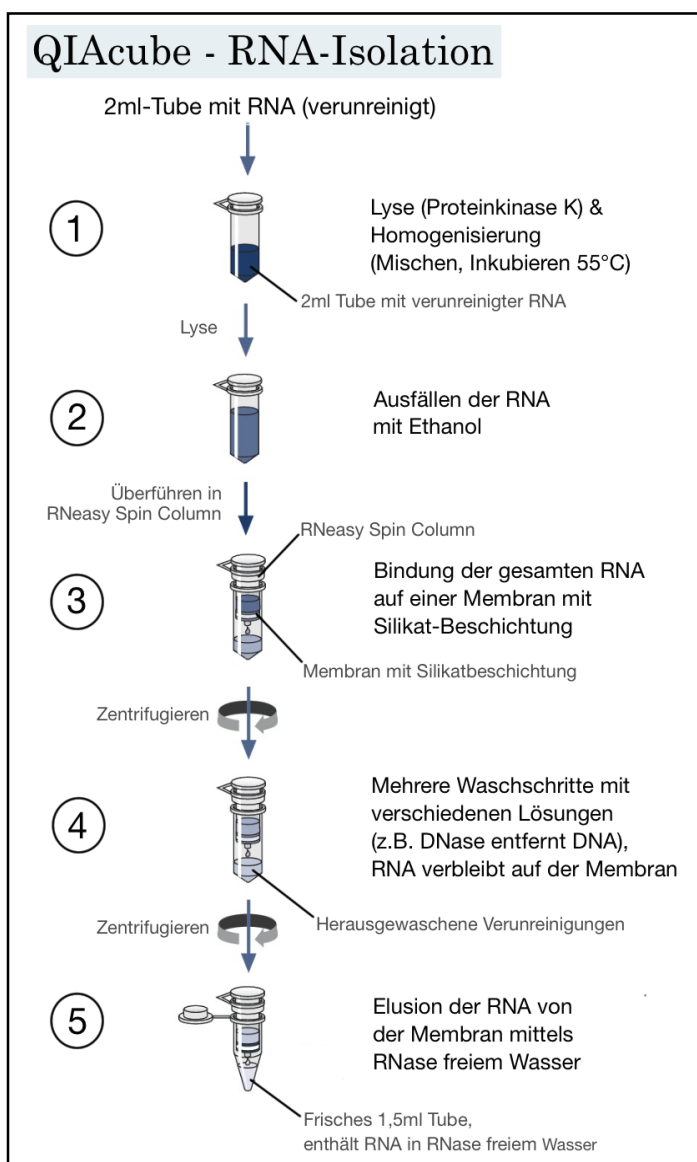 QIAcube - RNA-Isolation
2ml-Tube mit RNA (verunreinigt)
1
Lyse (Proteinkinase K) &
Homogenisierung
(Mischen, Inkubieren 55°C)
2ml Tube mit verunreinigter RNA
Lyse
2
Ausfällen der RNA
mit Ethanol
Überführen in
RNeasy Spin Column
RNeasy Spin Column
3
Bindung der gesamten RNA
auf einer Membran mit
Silikat-Beschichtung
Membran mit Silikatbeschichtung
Zentrifugieren
4
Mehrere Waschschritte mit
verschiedenen Lösungen
(z.B. DNase entfernt DNA),
RNA verbleibt auf der Membran
Herausgewaschene Verunreinigungen
Zentrifugieren
5
Elusion der RNA von
der Membran mittels
RNase freiem Wasser
Frisches 1,5ml Tube,
enthält RNA in RNase freiem Wasser